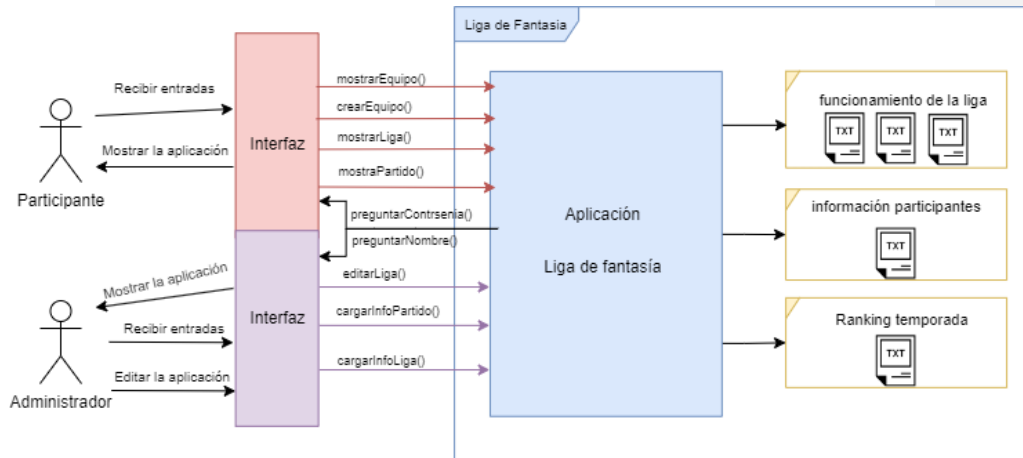 Liga de Fantasia
Recibir entradas
Mostrar la aplicación
Participante
Interfaz
mostrarEquipo()
crearEquipo()
mostrarLiga()
mostraPartido()
preguntarContrsenia()
preguntarNombre()
Mostrar la aplicación
Recibir entradas
Editar la aplicación
Administrador
Interfaz
editarLiga()
cargarInfoPartido()
cargarInfoLiga()
Aplicación
Liga de fantasía
funcionamiento de la liga
TXT TXT TXT
información participantes
TXT
Ranking temporada
TXT